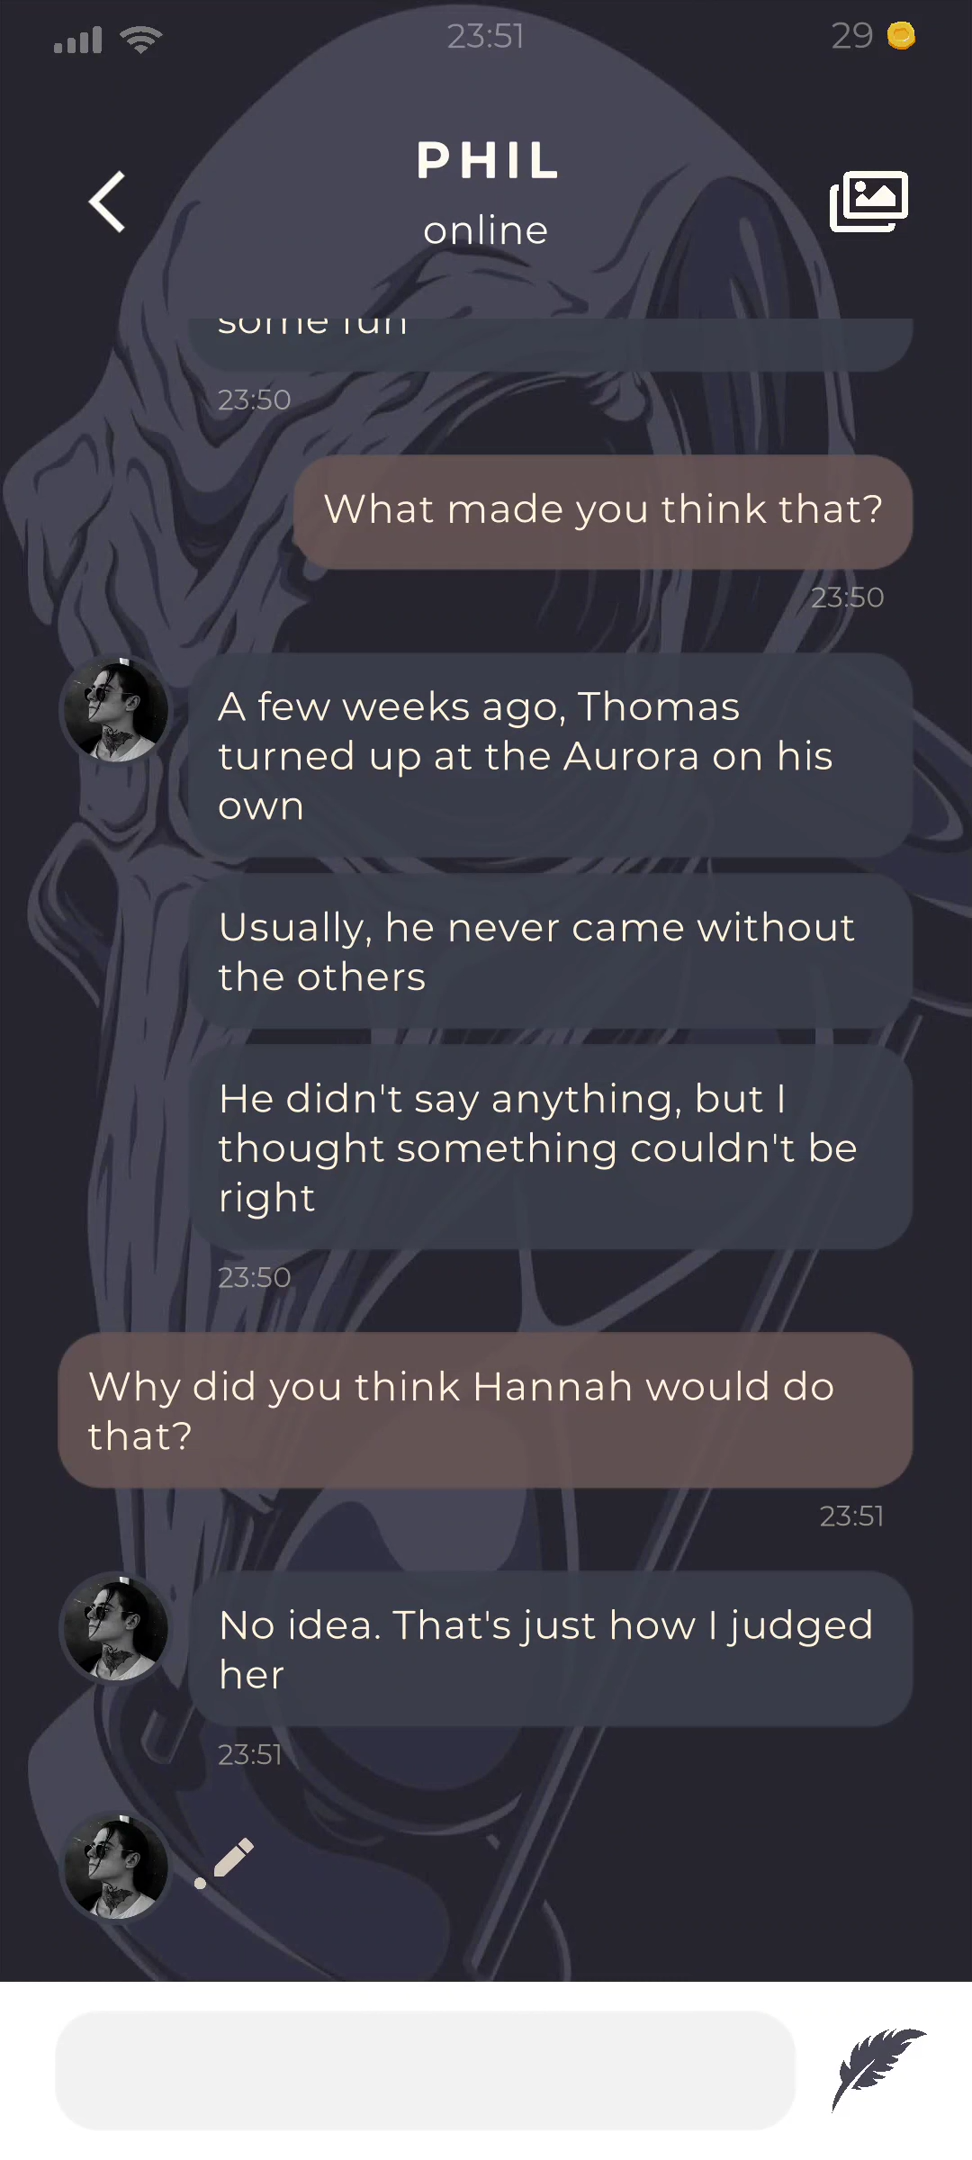 23:51
29
PHIL
online
some fun
23:50
What made you think that?
23:50
A few weeks ago, Thomas
turned up at the Aurora on his
own
Usually, he never came without
the others
He didn't say anything, but I
thought something couldn't be
right
23:50
Why did you think Hannah would do
that?
23:51
No idea. That's just how I judged
her
23:51